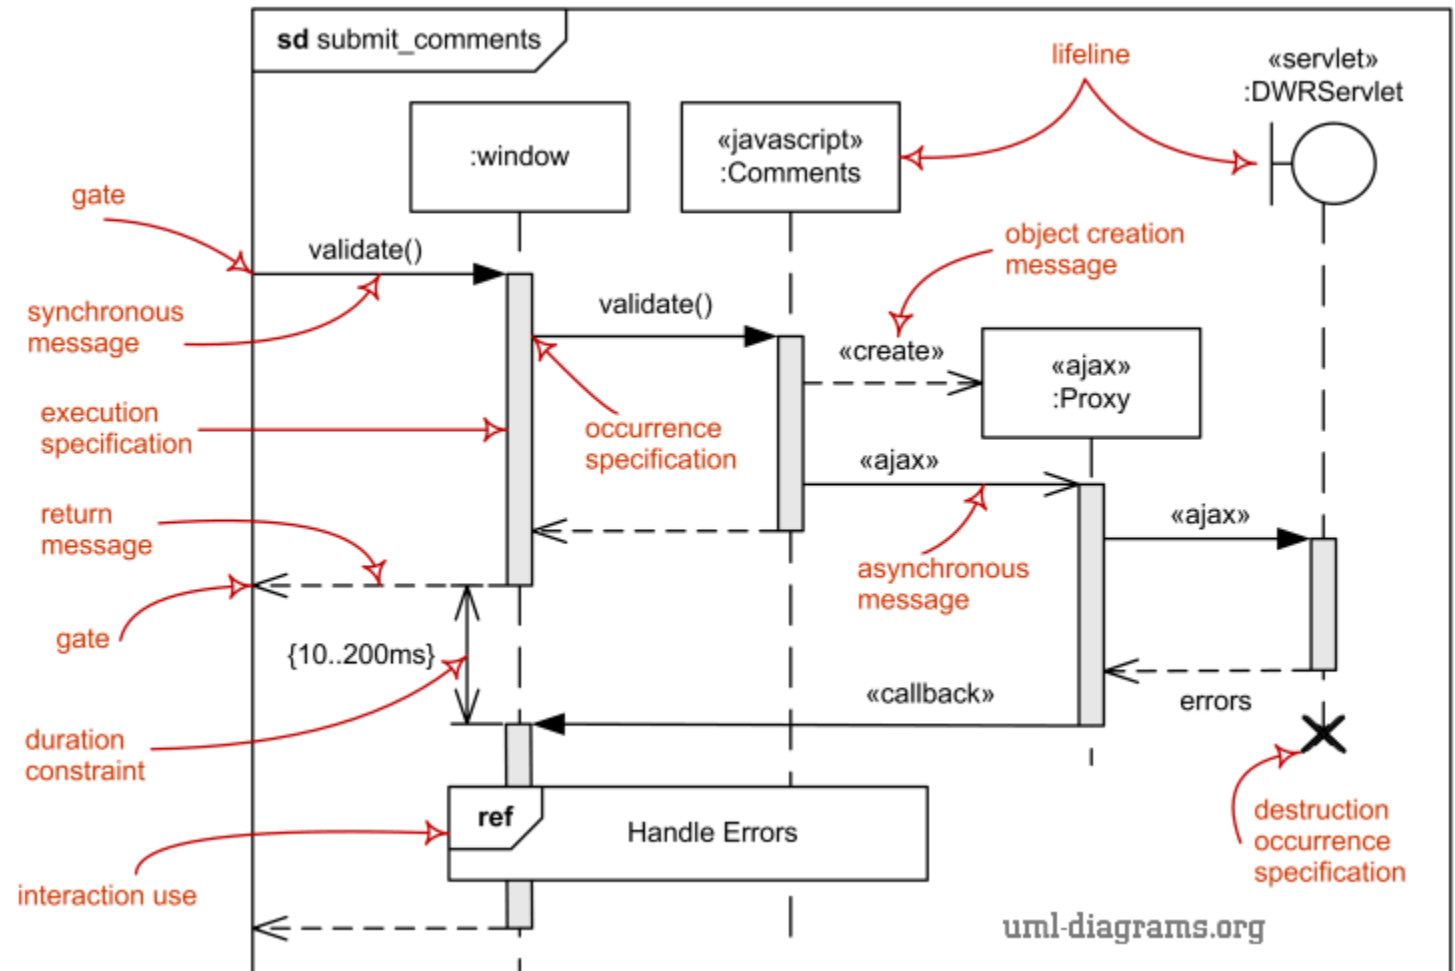 sd submit_comments
lifeline
«servlet»
:DWRServlet
:window
«javascript»
:Comments
gate
validate()
object creation
message
synchronous
message
validate()
«create»
«ajax»
:Proxy
execution
specification
occurrence
specification
«ajax»
return
message
«ajax»
asynchronous
message
gate
{10..200ms}
«callback»
errors
duration
constraint
ref
Handle Errors
destruction
occurrence
specification
interaction use
uml-diagrams.org